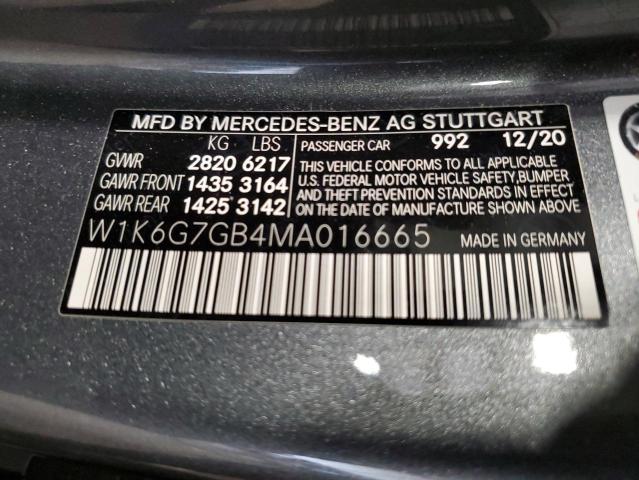 MFD BY MERCEDES-BENZ AG STUTTGART
KG LBS PASSENGER CAR 992 12/20
GVWR 2820 6217
GAWR FRONT 1435 3164
GAWR REAR 1425 3142
THIS VEHICLE CONFORMS TO ALL APPLICABLE
U.S. FEDERAL MOTOR VEHICLE SAFETY,BUMPER
AND THEFT PREVENTION STANDARDS IN EFFECT
ON THE DATE OF MANUFACTURE SHOWN ABOVE
W1K6G7GB4MA016665 MADE IN GERMANY